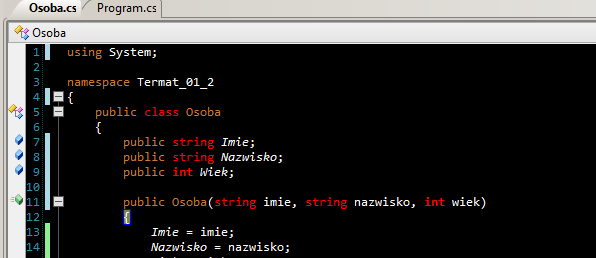 Osoba.cs Program.cs
Osoba
1 using System;
2
3 namespace Termat_01_2
4 {
5 public class Osoba
6 {
7 public string Imie;
8 public string Nazwisko;
9 public int Wiek;
10
11 public Osoba(string imie, string nazwisko, int wiek)
12 {
13 Imie = imie;
14 Nazwisko = nazwisko;